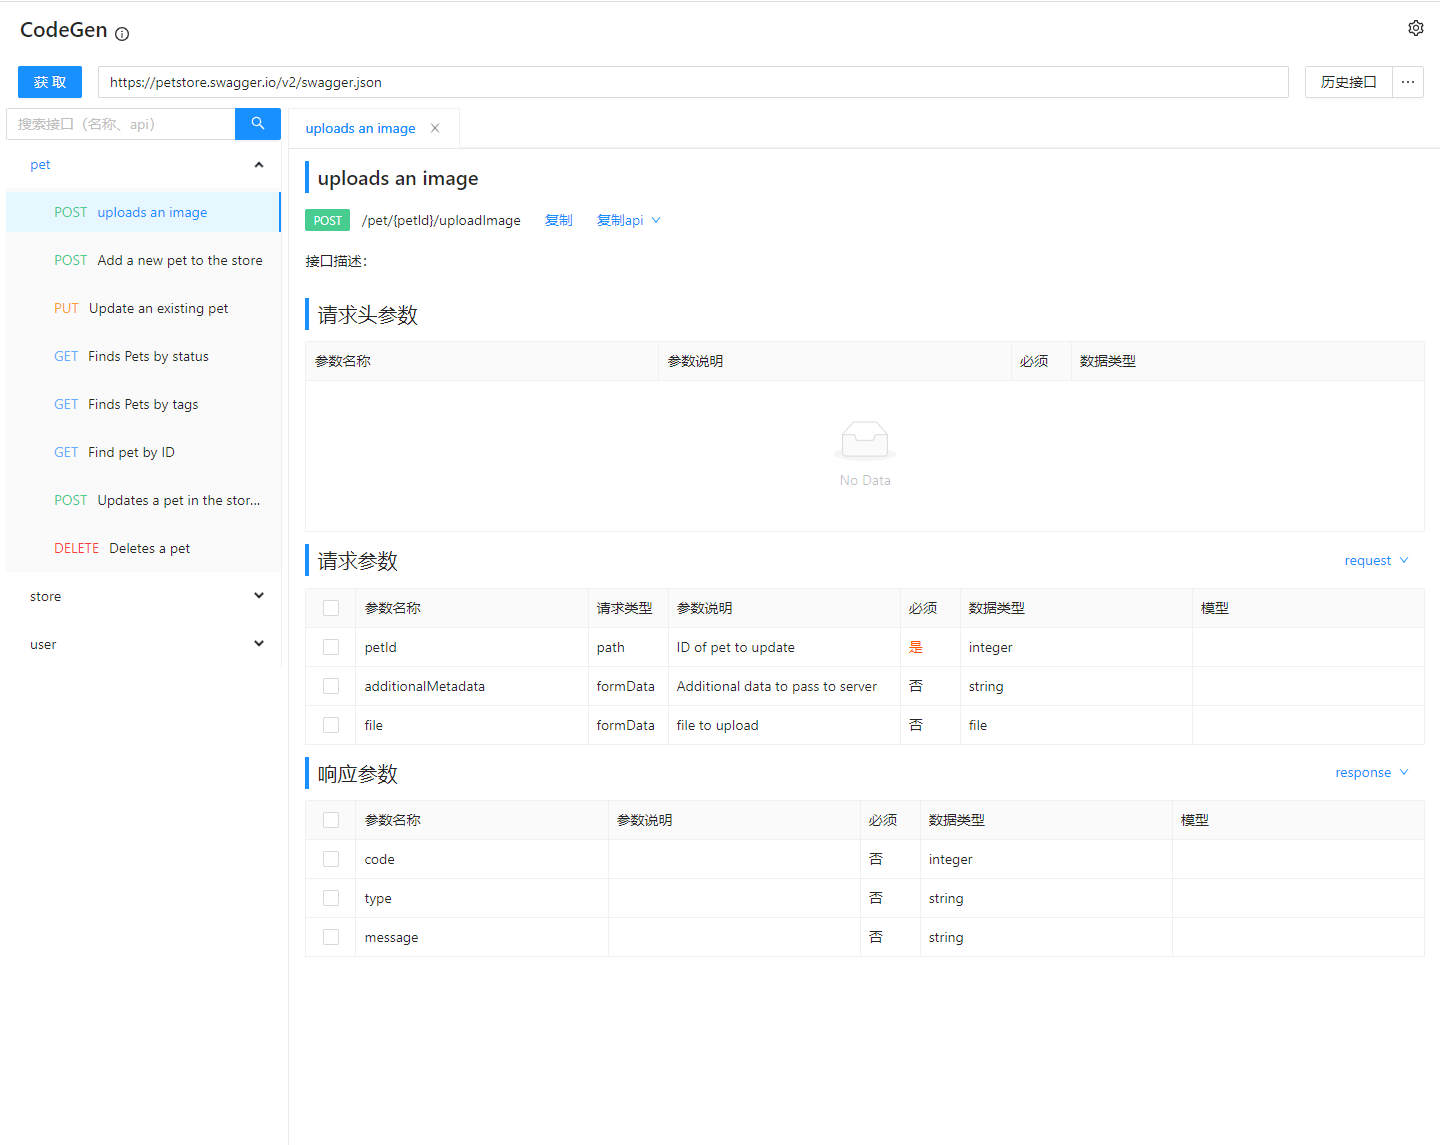 CodeGen
获 取
https://petstore.swagger.io/v2/swagger.json
历史接口
搜索接口（名称、api）
pet
POST uploads an image
POST Add a new pet to the store
PUT Update an existing pet
GET Finds Pets by status
GET Finds Pets by tags
GET Find pet by ID
POST Updates a pet in the stor...
DELETE Deletes a pet
store
user
uploads an image
uploads an image
POST /pet/{petId}/uploadImage 复制 复制api
接口描述:
请求头参数
参数名称 参数说明 必须 数据类型
No Data
请求参数 request
参数名称 请求类型 参数说明 必须 数据类型 模型
petId path ID of pet to update 是 integer
additionalMetadata formData Additional data to pass to server 否 string
file formData file to upload 否 file
响应参数 response
参数名称 参数说明 必须 数据类型 模型
code 否 integer
type 否 string
message 否 string